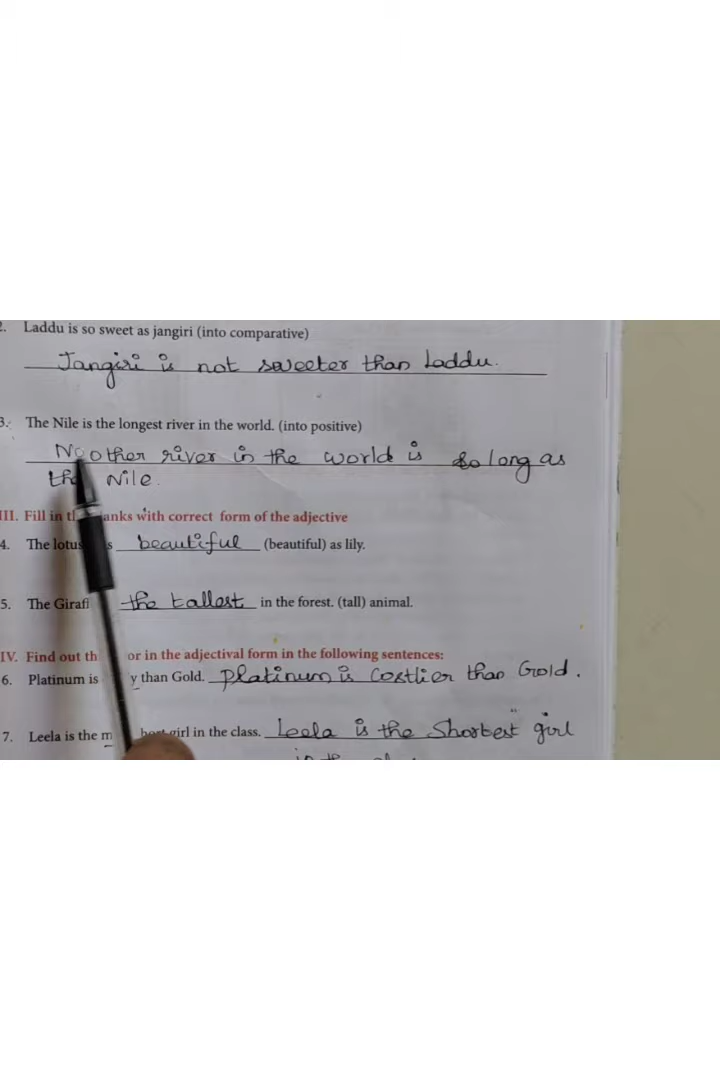 2. Laddu is so sweet as jangiri (into comparative)
Jangiri is not sweeter than Laddu.
3. The Nile is the longest river in the world. (into positive)
No other river in the world is so long as
the Nile.
III. Fill in anks with correct form of the adjective
4. The lotus s beautiful (beautiful) as lily.
5. The Giraf the tallest in the forest. (tall) animal.
IV. Find out th or in the adjectival form in the following sentences:
6. Platinum is y than Gold. Platinum is Costlier than Gold.
7. Leela is the m girl in the class. Leela is the Shortest girl
in the